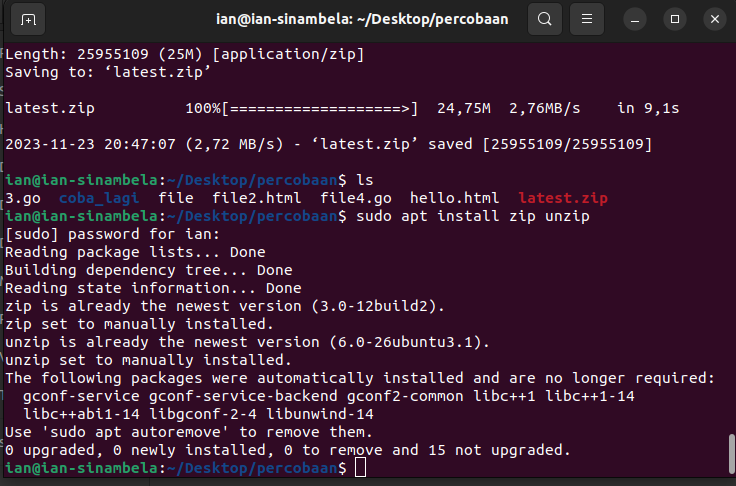 ian@ian-sinambela: ~/Desktop/percobaan
Length: 25955109 (25M) [application/zip]
Saving to: ‘latest.zip’
latest.zip 100%[===================>] 24,75M 2,76MB/s in 9,1s
2023-11-23 20:47:07 (2,72 MB/s) - ‘latest.zip’ saved [25955109/25955109]
ian@ian-sinambela:~/Desktop/percobaan$ ls
3.go coba_lagi file file2.html file4.go hello.html latest.zip
ian@ian-sinambela:~/Desktop/percobaan$ sudo apt install zip unzip
[sudo] password for ian:
Reading package lists... Done
Building dependency tree... Done
Reading state information... Done
zip is already the newest version (3.0-12build2).
zip set to manually installed.
unzip is already the newest version (6.0-26ubuntu3.1).
unzip set to manually installed.
The following packages were automatically installed and are no longer required:
gconf-service gconf-service-backend gconf2-common libc++1 libc++1-14
libc++abi1-14 libgconf-2-4 libunwind-14
Use 'sudo apt autoremove' to remove them.
0 upgraded, 0 newly installed, 0 to remove and 15 not upgraded.
ian@ian-sinambela:~/Desktop/percobaan$